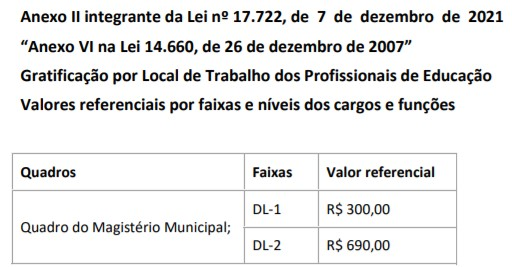 Anexo II integrante da Lei nº 17.722, de 7 de dezembro de 2021
“Anexo VI na Lei 14.660, de 26 de dezembro de 2007”
Gratificação por Local de Trabalho dos Profissionais de Educação
Valores referenciais por faixas e níveis dos cargos e funções
Quadros Faixas Valor referencial
Quadro do Magistério Municipal;
DL-1 R$ 300,00
DL-2 R$ 690,00